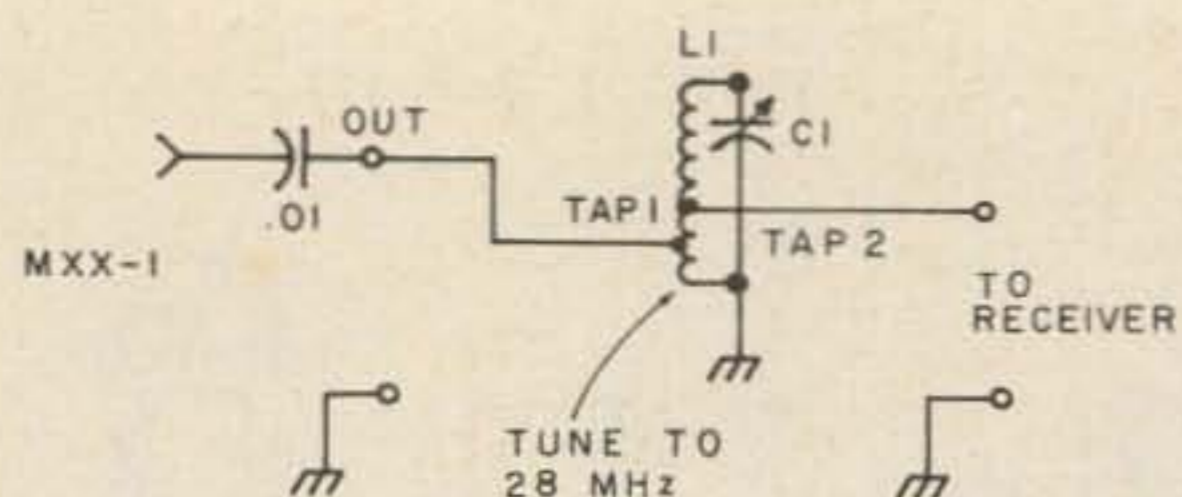 L1
OUT
C1
.01
TAP 1
TAP 2
MXX-1
TO
RECEIVER
TUNE TO
28 MHz